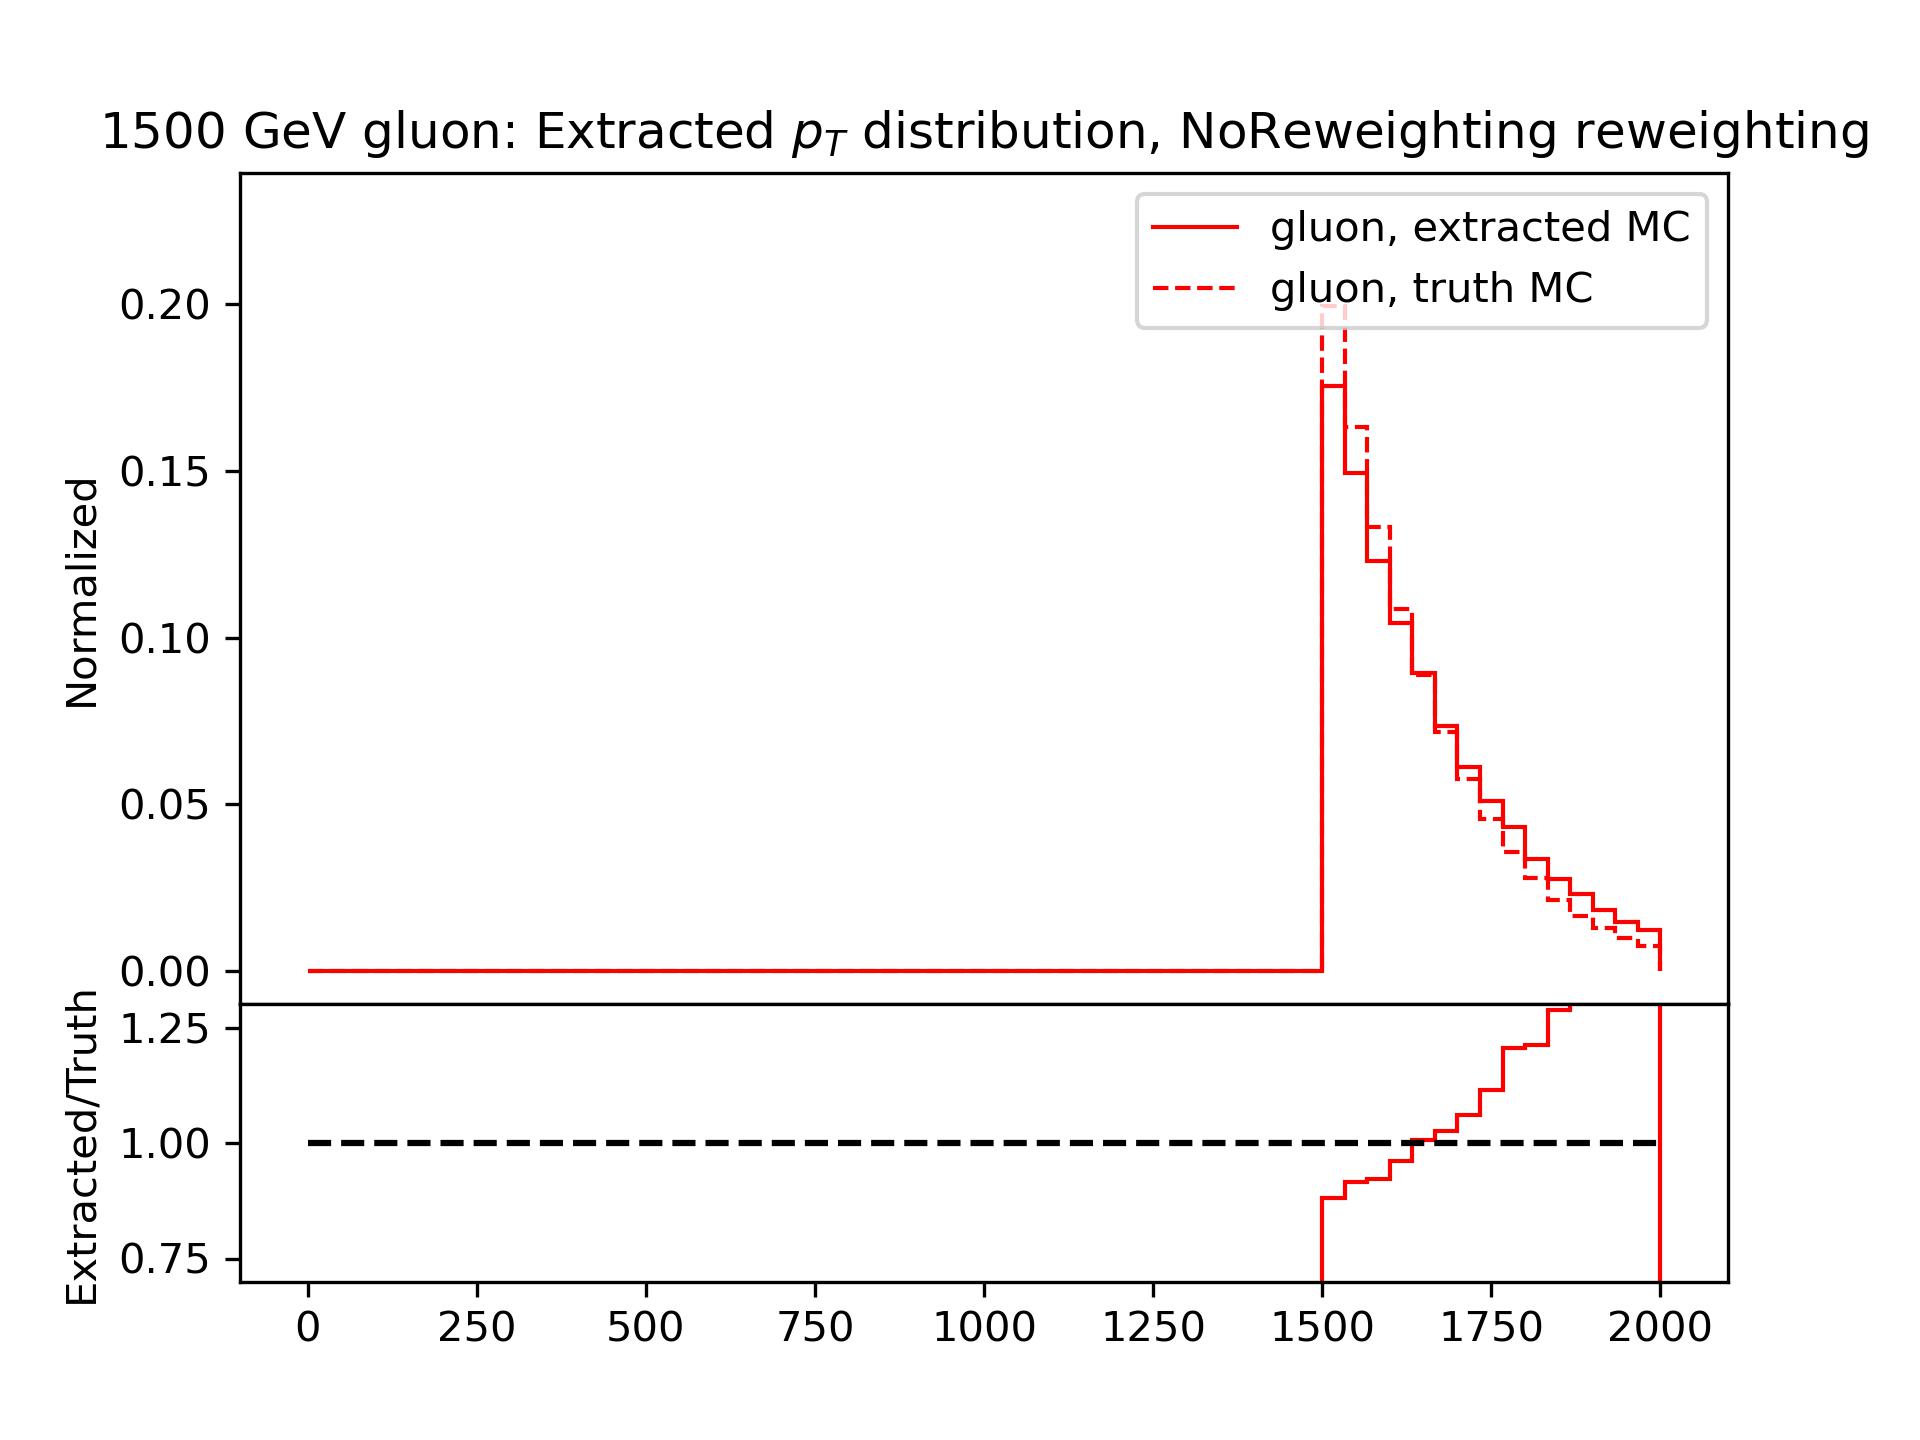 1500 GeV gluon: Extracted p_T distribution, NoReweighting reweighting
gluon, extracted MC
gluon, truth MC
Normalized
0.20
0.15
0.10
0.05
0.00
Extracted/Truth
1.25
1.00
0.75
0 250 500 750 1000 1250 1500 1750 2000